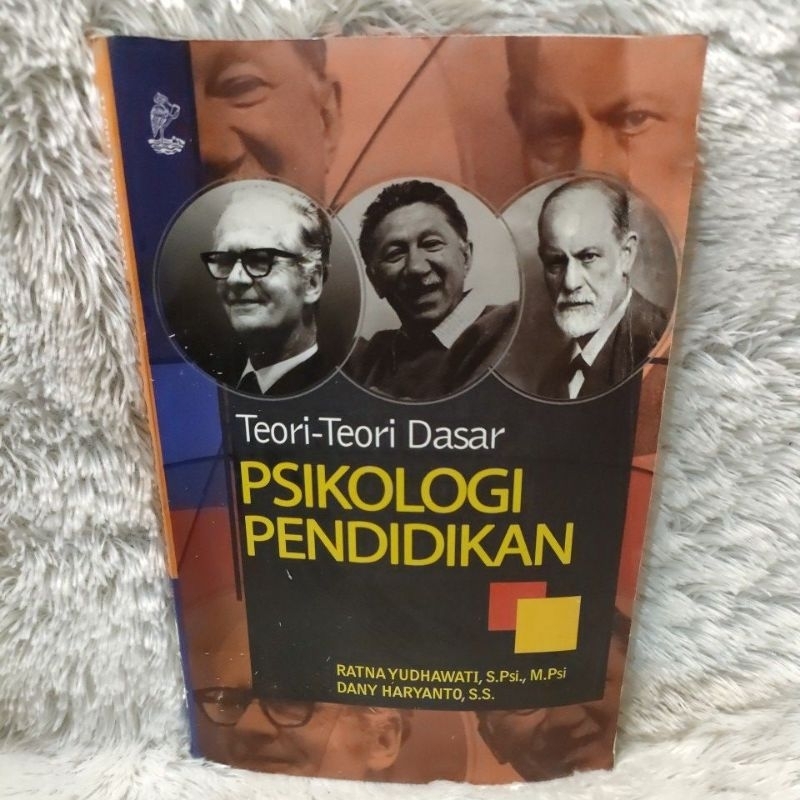 Teori-Teori Dasar
PSIKOLOGI
PENDIDIKAN
RATNA YUDHAWATI, S.Psi., M.Psi
DANY HARYANTO, S.S.